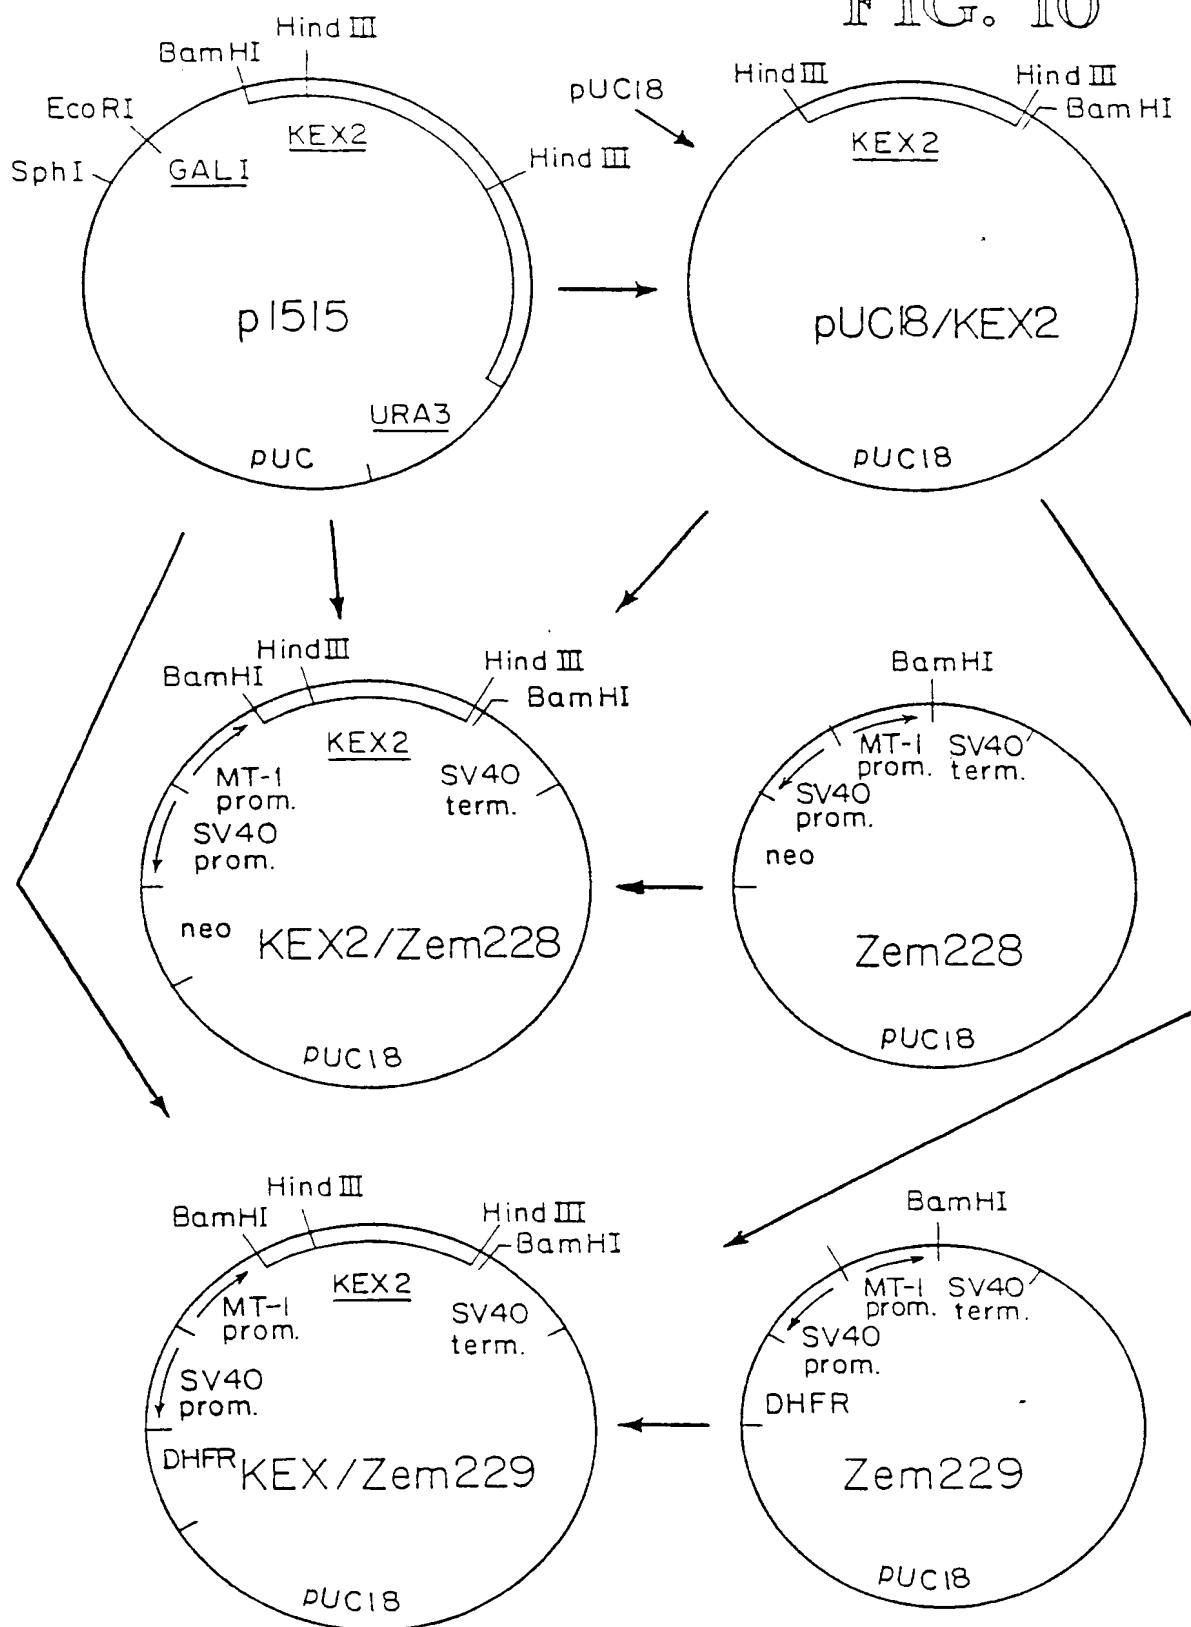 FIG. 10
Hind III
BamHI
EcoRI
SphI
GAL1
KEX2
Hind III
p1515
URA3
pUC
pUC18
Hind III
Hind III
BamHI
KEX2
pUC18/KEX2
pUC18
Hind III
BamHI
Hind III
BamHI
KEX2
MT-1
prom.
SV40
term.
SV40
prom.
neo
KEX2/Zem228
pUC18
BamHI
MT-1
prom.
SV40
term.
SV40
prom.
neo
Zem228
pUC18
Hind III
BamHI
Hind III
BamHI
KEX2
MT-1
prom.
SV40
term.
SV40
prom.
DHFR
KEX/Zem229
pUC18
BamHI
MT-1
prom.
SV40
term.
SV40
prom.
DHFR
Zem229
pUC18